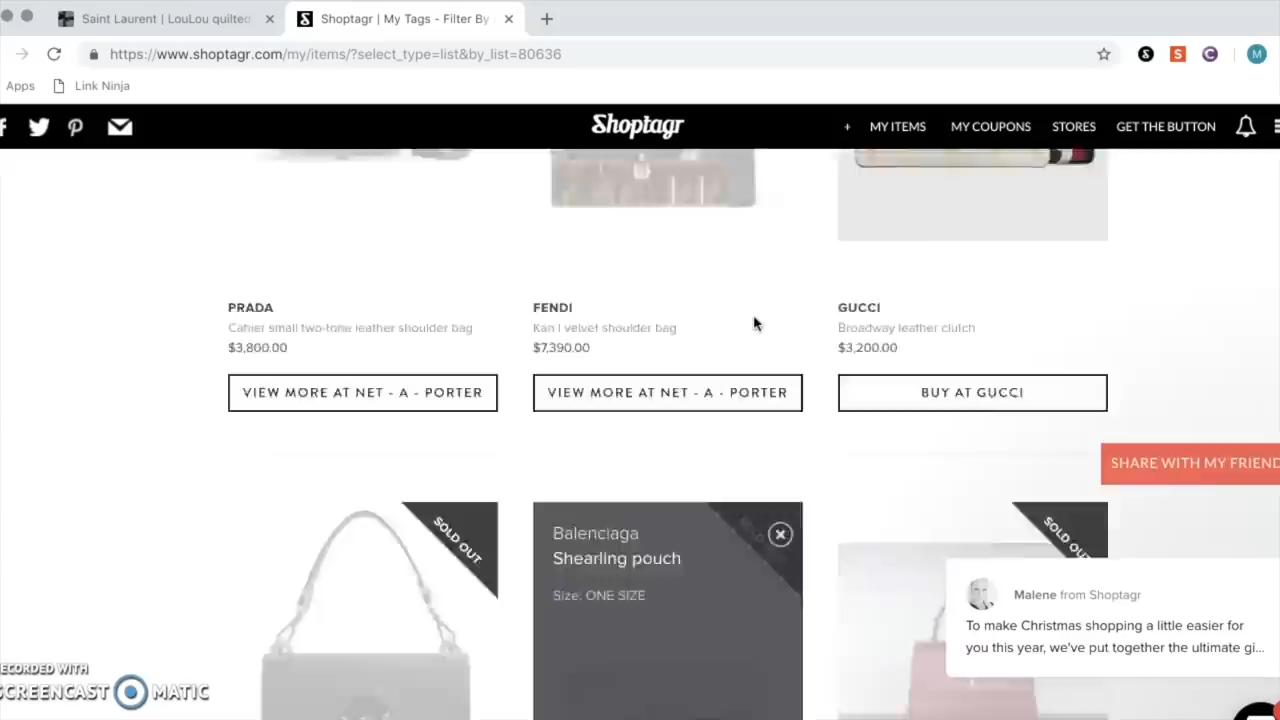 Saint Laurent | LouLou quilted
Shoptagr | My Tags - Filter By
https://www.shoptagr.com/my/items/?select_type=list&by_list=80636
M
Apps
Link Ninja
Shoptagr
+
MY ITEMS
MY COUPONS
STORES
GET THE BUTTON
PRADA
Cahier small two-tone leather shoulder bag
$3,800.00
VIEW MORE AT NET - A - PORTER
FENDI
Kan I velvet shoulder bag
$7,390.00
VIEW MORE AT NET - A - PORTER
GUCCI
Broadway leather clutch
$3,200.00
BUY AT GUCCI
SHARE WITH MY FRIEND
SOLD OUT
Balenciaga
Shearling pouch
Size: ONE SIZE
SOLD OUT
Malene from Shoptagr
To make Christmas shopping a little easier for
you this year, we've put together the ultimate gi...
RECORDED WITH
SCREENCAST MATIC